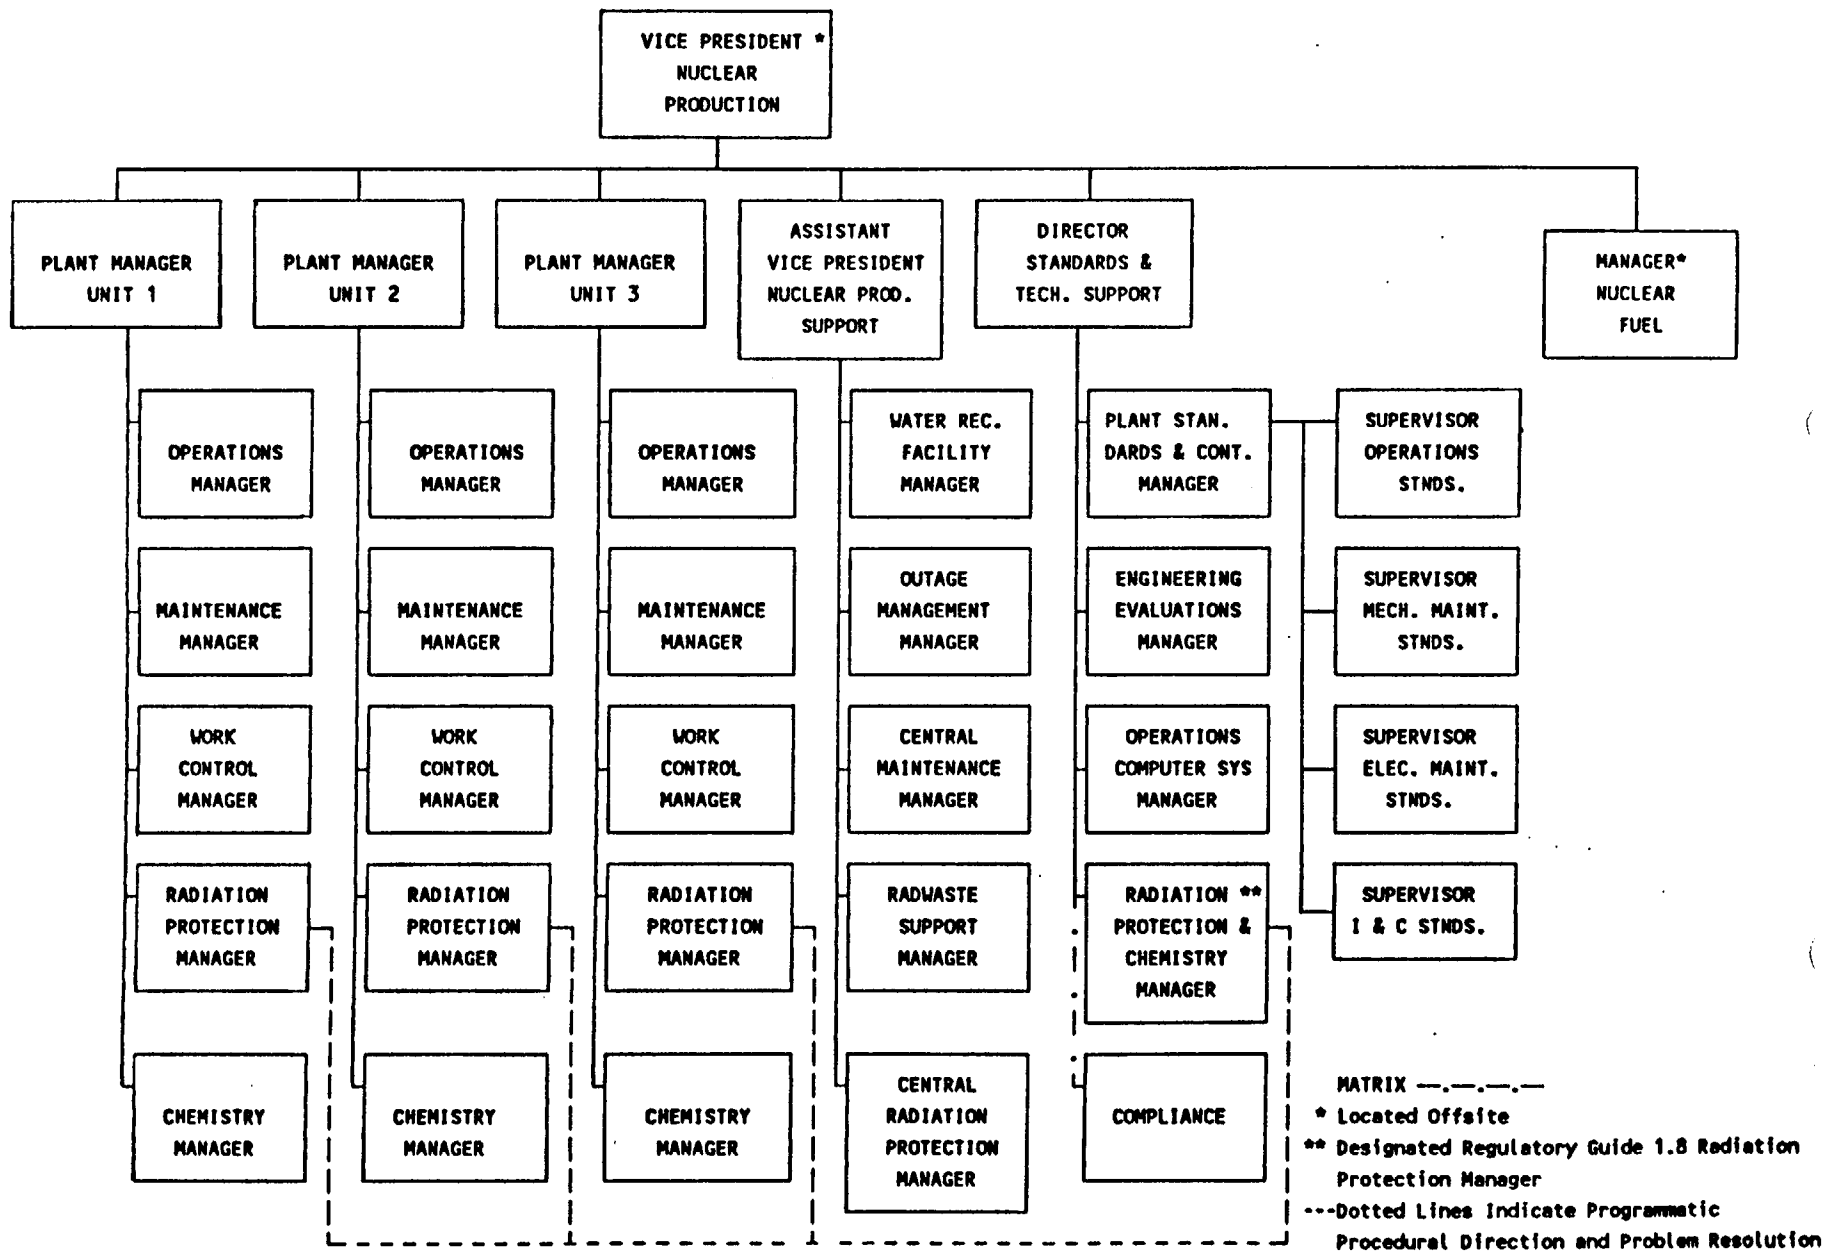 VICE PRESIDENT *
NUCLEAR
PRODUCTION
PLANT MANAGER
UNIT 1
PLANT MANAGER
UNIT 2
PLANT MANAGER
UNIT 3
ASSISTANT
VICE PRESIDENT
NUCLEAR PROD.
SUPPORT
DIRECTOR
STANDARDS &
TECH. SUPPORT
MANAGER*
NUCLEAR
FUEL
OPERATIONS
MANAGER
OPERATIONS
MANAGER
OPERATIONS
MANAGER
WATER REC.
FACILITY
MANAGER
PLANT STAN.
DARDS & CONT.
MANAGER
SUPERVISOR
OPERATIONS
STNDS.
MAINTENANCE
MANAGER
MAINTENANCE
MANAGER
MAINTENANCE
MANAGER
OUTAGE
MANAGEMENT
MANAGER
ENGINEERING
EVALUATIONS
MANAGER
SUPERVISOR
MECH. MAINT.
STNDS.
WORK
CONTROL
MANAGER
WORK
CONTROL
MANAGER
WORK
CONTROL
MANAGER
CENTRAL
MAINTENANCE
MANAGER
OPERATIONS
COMPUTER SYS
MANAGER
SUPERVISOR
ELEC. MAINT.
STNDS.
RADIATION
PROTECTION
MANAGER
RADIATION
PROTECTION
MANAGER
RADIATION
PROTECTION
MANAGER
RADWASTE
SUPPORT
MANAGER
RADIATION **
PROTECTION &
CHEMISTRY
MANAGER
SUPERVISOR
I & C STNDS.
CHEMISTRY
MANAGER
CHEMISTRY
MANAGER
CHEMISTRY
MANAGER
CENTRAL
RADIATION
PROTECTION
MANAGER
COMPLIANCE
MATRIX —.—.—.—
* Located Offsite
** Designated Regulatory Guide 1.8 Radiation
Protection Manager
---Dotted Lines Indicate Programmatic
Procedural Direction and Problem Resolution